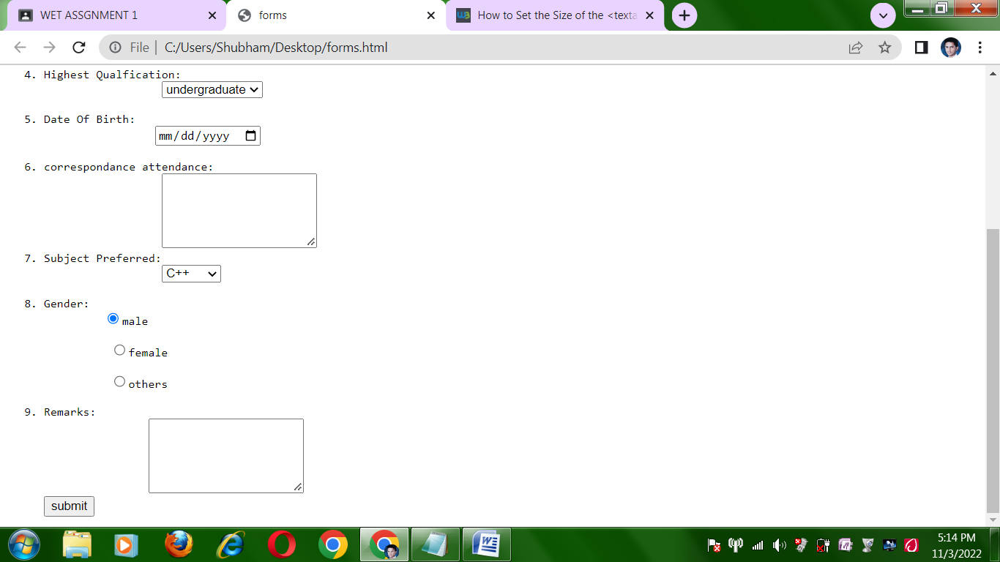 WET ASSGNMENT 1
forms
How to Set the Size of the <texta
File | C:/Users/Shubham/Desktop/forms.html
4. Highest Qualfication:
undergraduate
5. Date Of Birth:
mm/dd/yyyy
6. correspondance attendance:
7. Subject Preferred:
C++
8. Gender:
male
female
others
9. Remarks:
submit
5:14 PM
11/3/2022